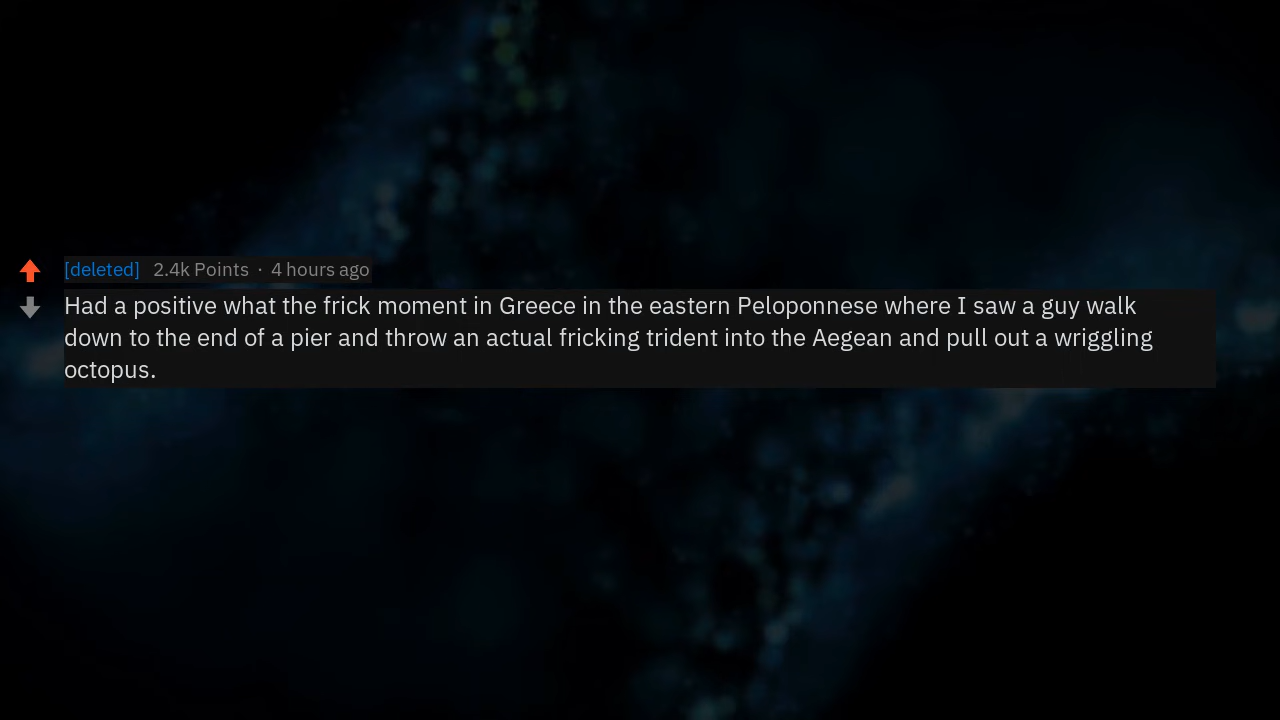 [deleted] 2.4k Points · 4 hours ago
Had a positive what the frick moment in Greece in the eastern Peloponnese where I saw a guy walk
down to the end of a pier and throw an actual fricking trident into the Aegean and pull out a wriggling
octopus.